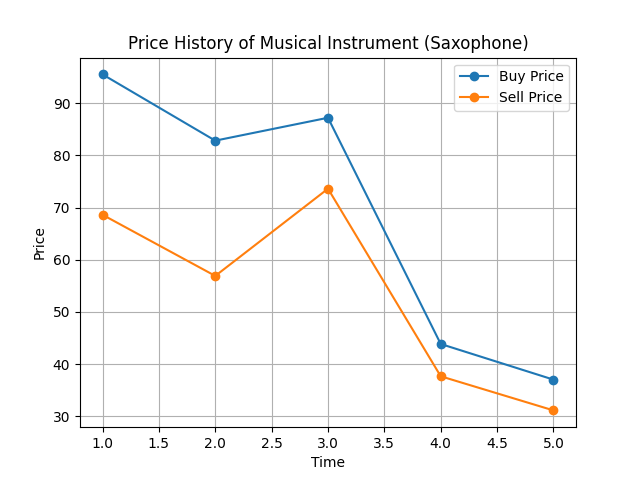 Price History of Musical Instrument (Saxophone)
Buy Price
Sell Price
Price
90
80
70
60
50
40
30
1.0 1.5 2.0 2.5 3.0 3.5 4.0 4.5 5.0
Time